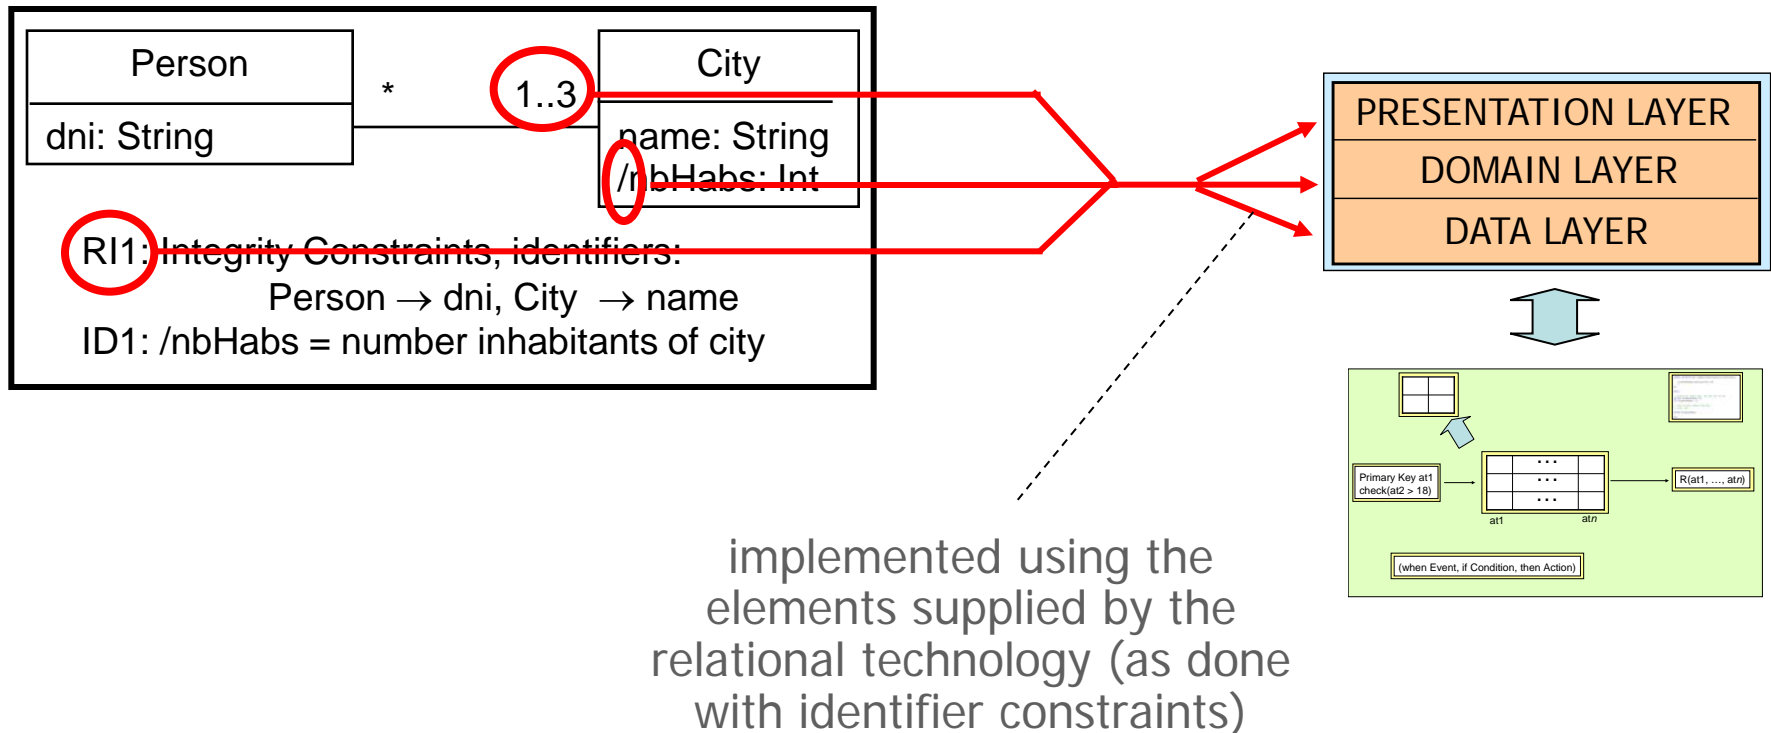 Person
*
1..3
City
dni: String
name: String
/nbHabs: Int
RI1: Integrity Constraints, identifiers:
Person → dni, City → name
ID1: /nbHabs = number inhabitants of city
PRESENTATION LAYER
DOMAIN LAYER
DATA LAYER
Primary Key at1
check(at2 > 18)
...
...
...
at1
atn
R(at1, ..., atn)
(when Event, if Condition, then Action)
implemented using the
elements supplied by the
relational technology (as done
with identifier constraints)